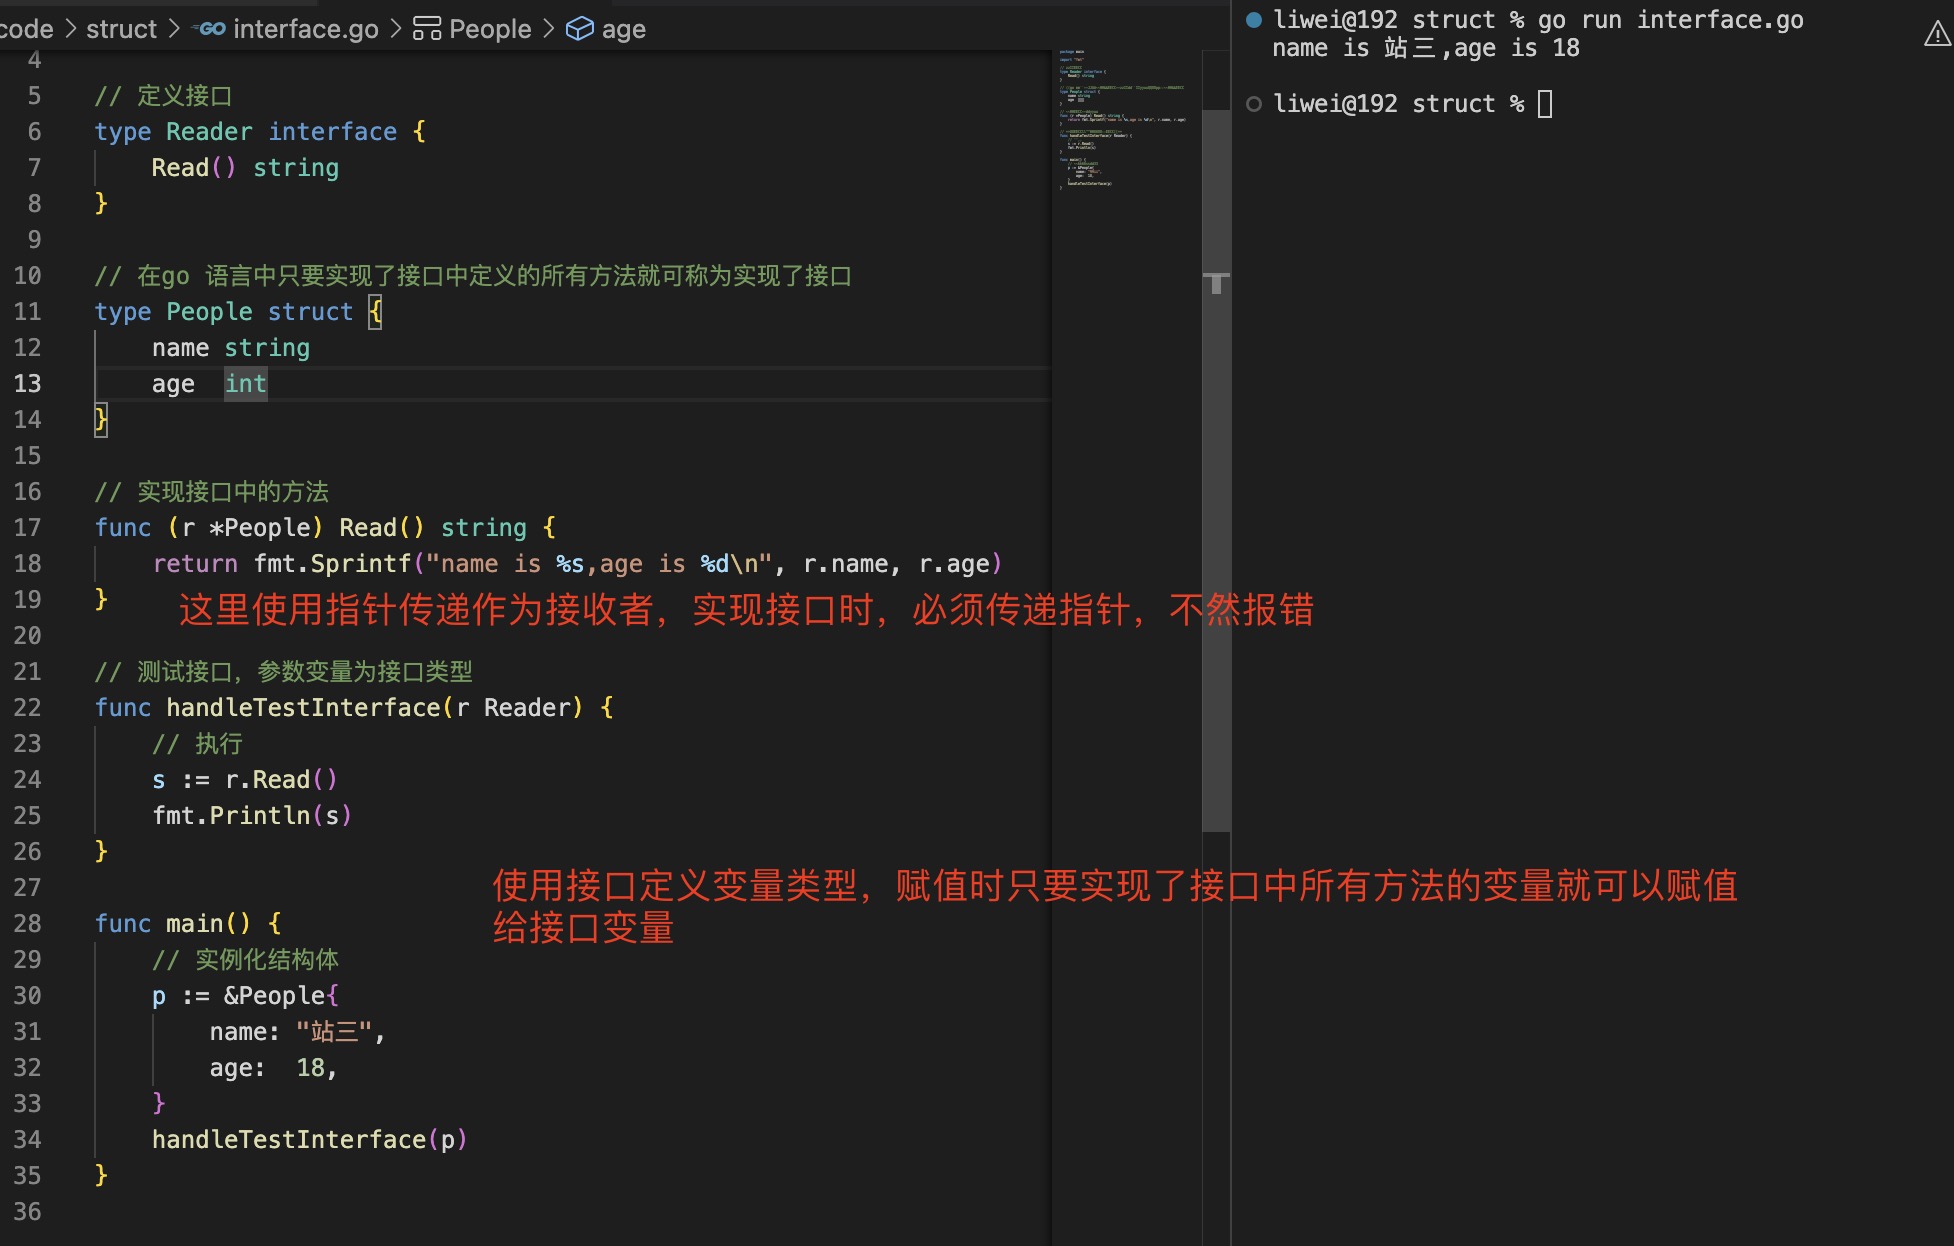 code > struct > GO interface.go > People > age
4
5 // 定义接口
6 type Reader interface {
7 Read() string
8 }
9
10 // 在go 语言中只要实现了接口中定义的所有方法就可称为实现了接口
11 type People struct {
12 name string
13 age  int
14 }
15
16 // 实现接口中的方法
17 func (r *People) Read() string {
18 return fmt.Sprintf("name is %s,age is %d\n", r.name, r.age)
19 }
这里使用指针传递作为接收者，实现接口时，必须传递指针，不然报错
20
21 // 测试接口，参数变量为接口类型
22 func handleTestInterface(r Reader) {
23 // 执行
24 s := r.Read()
25 fmt.Println(s)
26 }
27
使用接口定义变量类型，赋值时只要实现了接口中所有方法的变量就可以赋值
给接口变量
28 func main() {
29 // 实例化结构体
30 p := &People{
31 name: "站三",
32 age:  18,
33 }
34 handleTestInterface(p)
35 }
36
liwei@192 struct % go run interface.go
name is 站三,age is 18
liwei@192 struct %